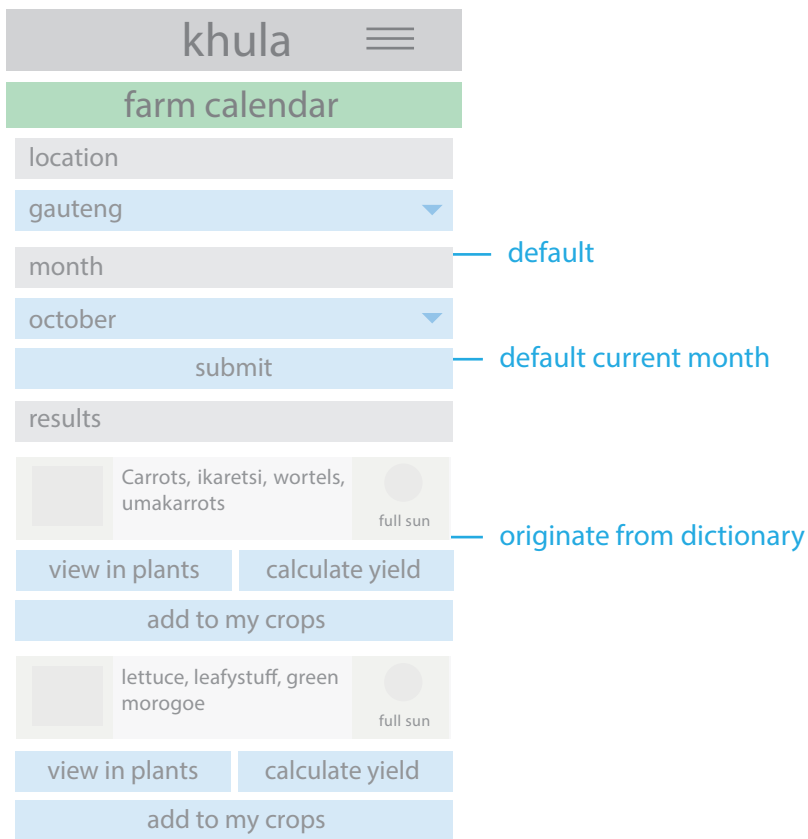 khula
farm calendar
location
gauteng
default
month
october
default current month
submit
results
Carrots, ikaretsi, wortels,
umakarrots
full sun
originate from dictionary
view in plants
calculate yield
add to my crops
lettuce, leafystuff, green
morogoe
full sun
view in plants
calculate yield
add to my crops